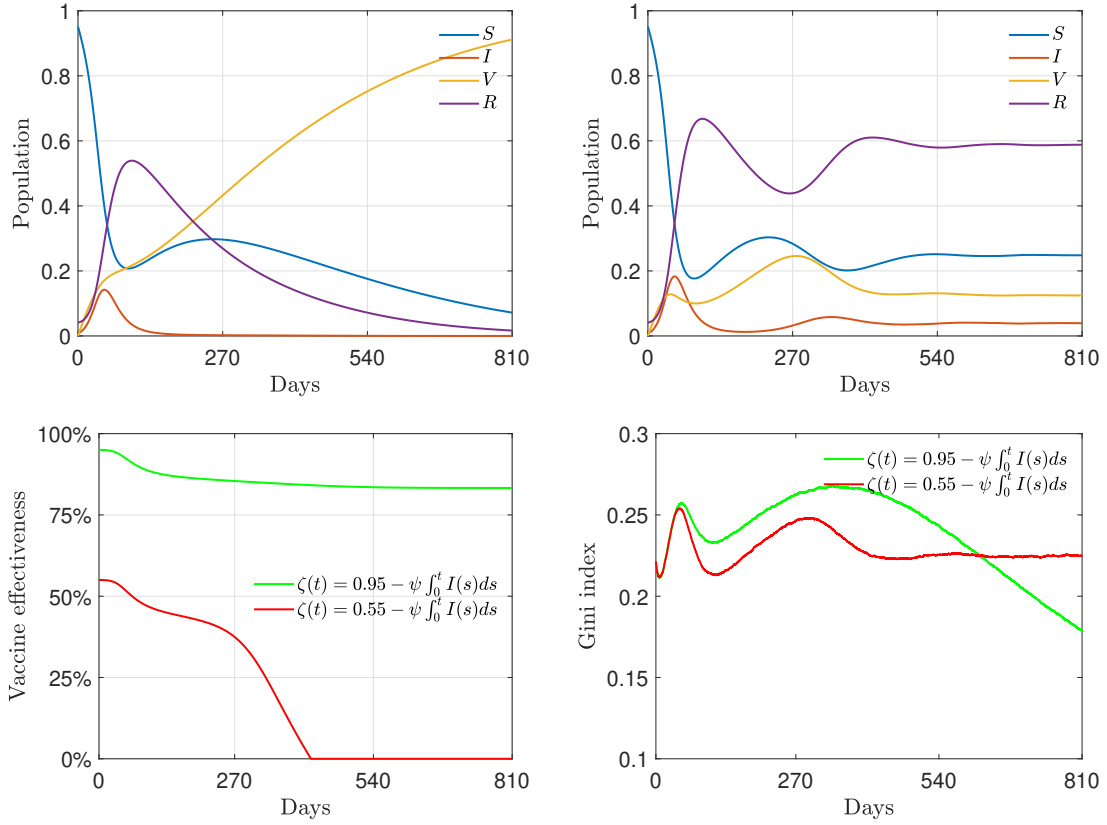 1
0.8
0.6
0.4
0.2
0
Population
S
I
V
R
0 270 540 810
Days
1
0.8
0.6
0.4
0.2
0
Population
S
I
V
R
0 270 540 810
Days
100%
75%
50%
25%
0%
Vaccine effectiveness
ζ(t) = 0.95 − ψ ∫₀ᵗ I(s)ds
ζ(t) = 0.55 − ψ ∫₀ᵗ I(s)ds
0 270 540 810
Days
0.3
0.25
0.2
0.15
0.1
Gini index
ζ(t) = 0.95 − ψ ∫₀ᵗ I(s)ds
ζ(t) = 0.55 − ψ ∫₀ᵗ I(s)ds
0 270 540 810
Days